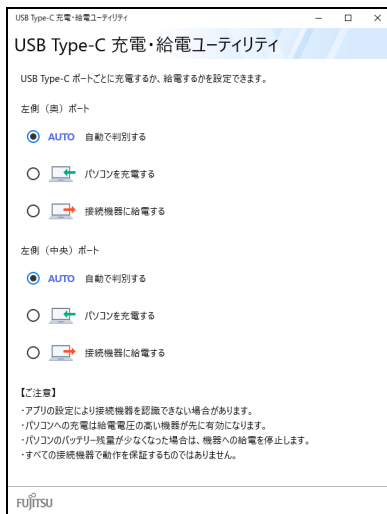 USB Type-C 充電・給電ユーティリティ
USB Type-C 充電・給電ユーティリティ
USB Type-C ポートごとに充電するか、給電するかを設定できます。
左側（奥）ポート
AUTO 自動で判別する
パソコンを充電する
接続機器に給電する
左側（中央）ポート
AUTO 自動で判別する
パソコンを充電する
接続機器に給電する
【ご注意】
・アプリの設定により接続機器を認識できない場合があります。
・パソコンへの充電は給電電圧の高い機器が先に有効になります。
・パソコンのバッテリー残量が少なくなった場合は、機器への給電を停止します。
・すべての接続機器で動作を保証するものではありません。
FUJITSU